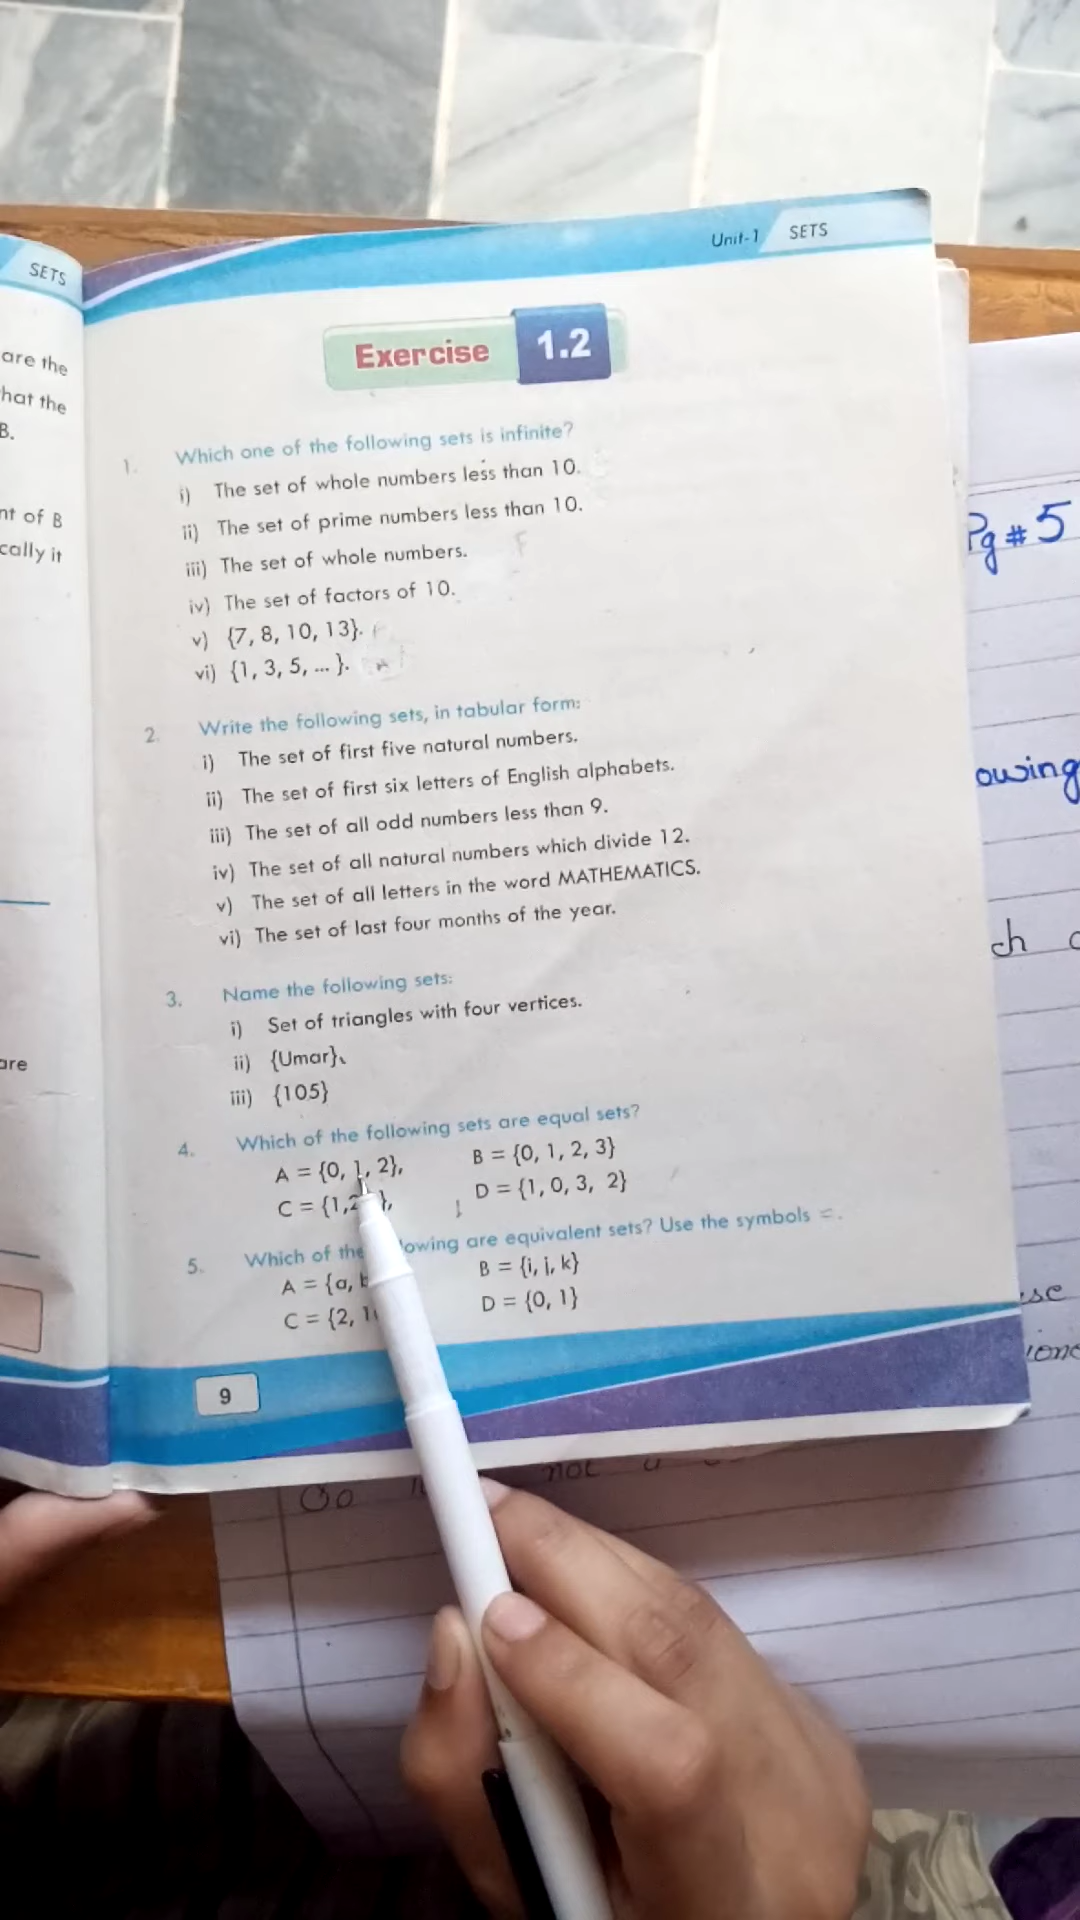 SETS
are the
hat the
B.
nt of B
cally it
are
Unit-1 SETS
Exercise 1.2
1. Which one of the following sets is infinite?
i) The set of whole numbers less than 10.
ii) The set of prime numbers less than 10.
iii) The set of whole numbers.
iv) The set of factors of 10.
v) {7, 8, 10, 13}.
vi) {1, 3, 5, ... }.
2. Write the following sets, in tabular form:
i) The set of first five natural numbers.
ii) The set of first six letters of English alphabets.
iii) The set of all odd numbers less than 9.
iv) The set of all natural numbers which divide 12.
v) The set of all letters in the word MATHEMATICS.
vi) The set of last four months of the year.
3. Name the following sets:
i) Set of triangles with four vertices.
ii) {Umar}
iii) {105}
4. Which of the following sets are equal sets?
A = {0, 1, 2}, B = {0, 1, 2, 3}
C = {1,2 }, D = {1, 0, 3, 2}
5. Which of the lowing are equivalent sets? Use the symbols =.
A = {a, B = {i, j, k}
C = {2, D = {0, 1}
9
Pg # 5
owing
ch
se
not a